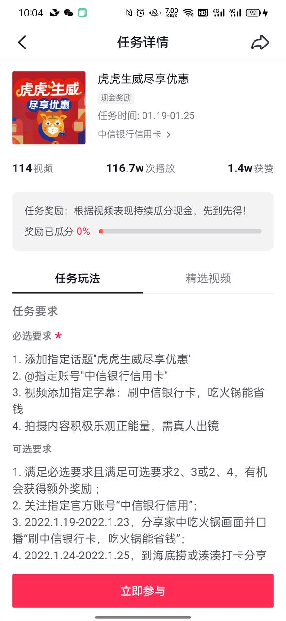 10:04
7.00
任务详情
虎虎生威
尽享优惠
虎虎生威尽享优惠
现金奖励
任务时间: 01.19-01.25
中信银行信用卡 >
114视频
116.7w次播放
1.4w获赞
任务奖励：根据视频表现持续瓜分现金，先到先得！
奖励已瓜分 0%
任务玩法
精选视频
任务要求
必选要求 *
1. 添加指定话题"虎虎生威尽享优惠"
2. @指定账号"中信银行信用卡"
3. 视频添加指定字幕：刷中信银行卡，吃火锅能省
钱
4. 拍摄内容积极乐观正能量，需真人出镜
可选要求
1. 满足必选要求且满足可选要求2、3或2、4，有机
会获得额外奖励；
2. 关注指定官方账号"中信银行信用"；
3. 2022.1.19-2022.1.23，分享家中吃火锅画面并口
播"刷中信银行卡，吃火锅能省钱"；
4. 2022.1.24-2022.1.25，到海底捞或湊湊打卡分享
立即参与